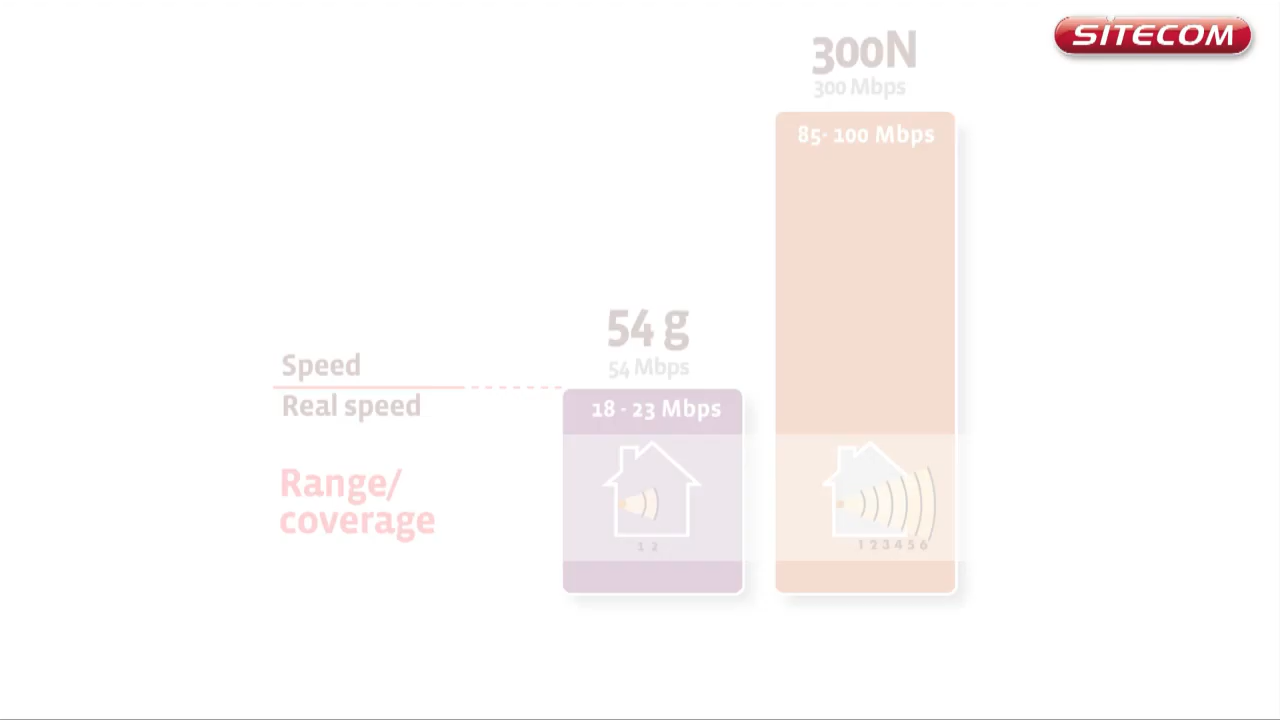 SITECOM
300N
300 Mbps
85- 100 Mbps
54 g
54 Mbps
Speed
Real speed
18 - 23 Mbps
Range/
coverage
1 2
1 2 3 4 5 6